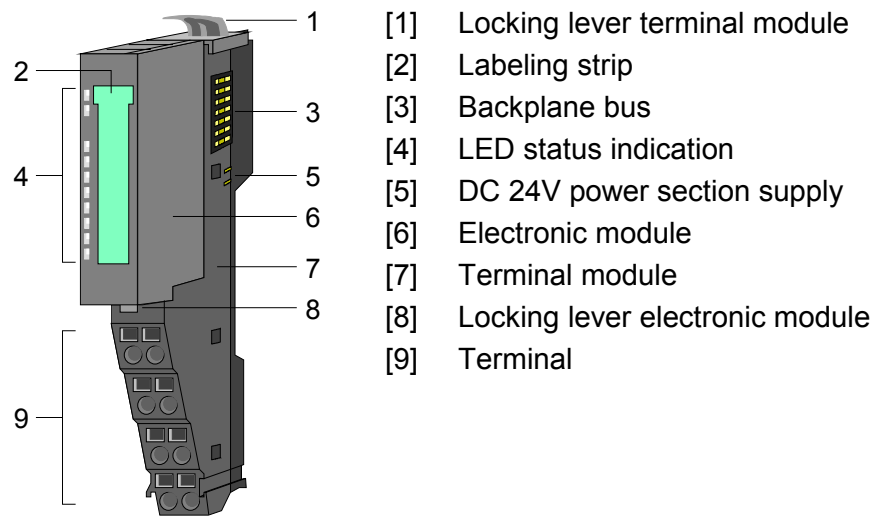 1
2
3
4
5
6
7
8
9
[1] Locking lever terminal module
[2] Labeling strip
[3] Backplane bus
[4] LED status indication
[5] DC 24V power section supply
[6] Electronic module
[7] Terminal module
[8] Locking lever electronic module
[9] Terminal